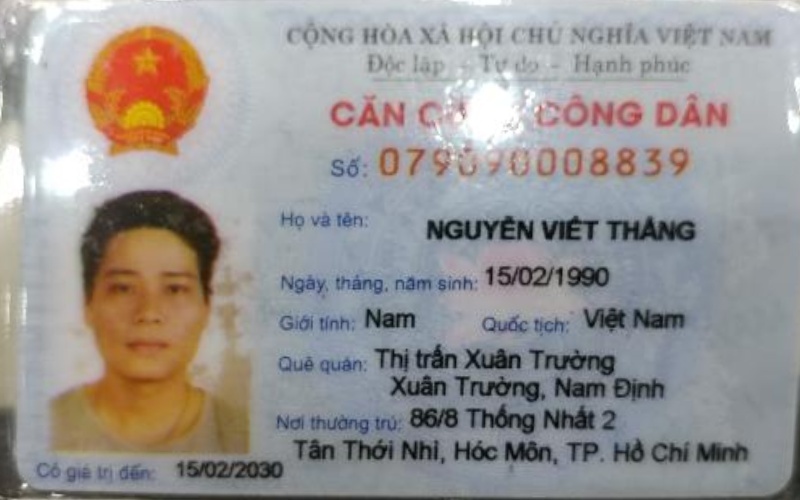 CỘNG HÒA XÃ HỘI CHỦ NGHĨA VIỆT NAM
Độc lập - Tự do - Hạnh phúc
CĂN CÔNG DÂN
Số: 079090008839
Họ và tên: NGUYỄN VIẾT THẮNG
Ngày, tháng, năm sinh: 15/02/1990
Giới tính: Nam Quốc tịch: Việt Nam
Quê quán: Thị trấn Xuân Trường
Xuân Trường, Nam Định
Nơi thường trú: 86/8 Thống Nhất 2
Tân Thới Nhì, Hóc Môn, TP. Hồ Chí Minh
Có giá trị đến: 15/02/2030